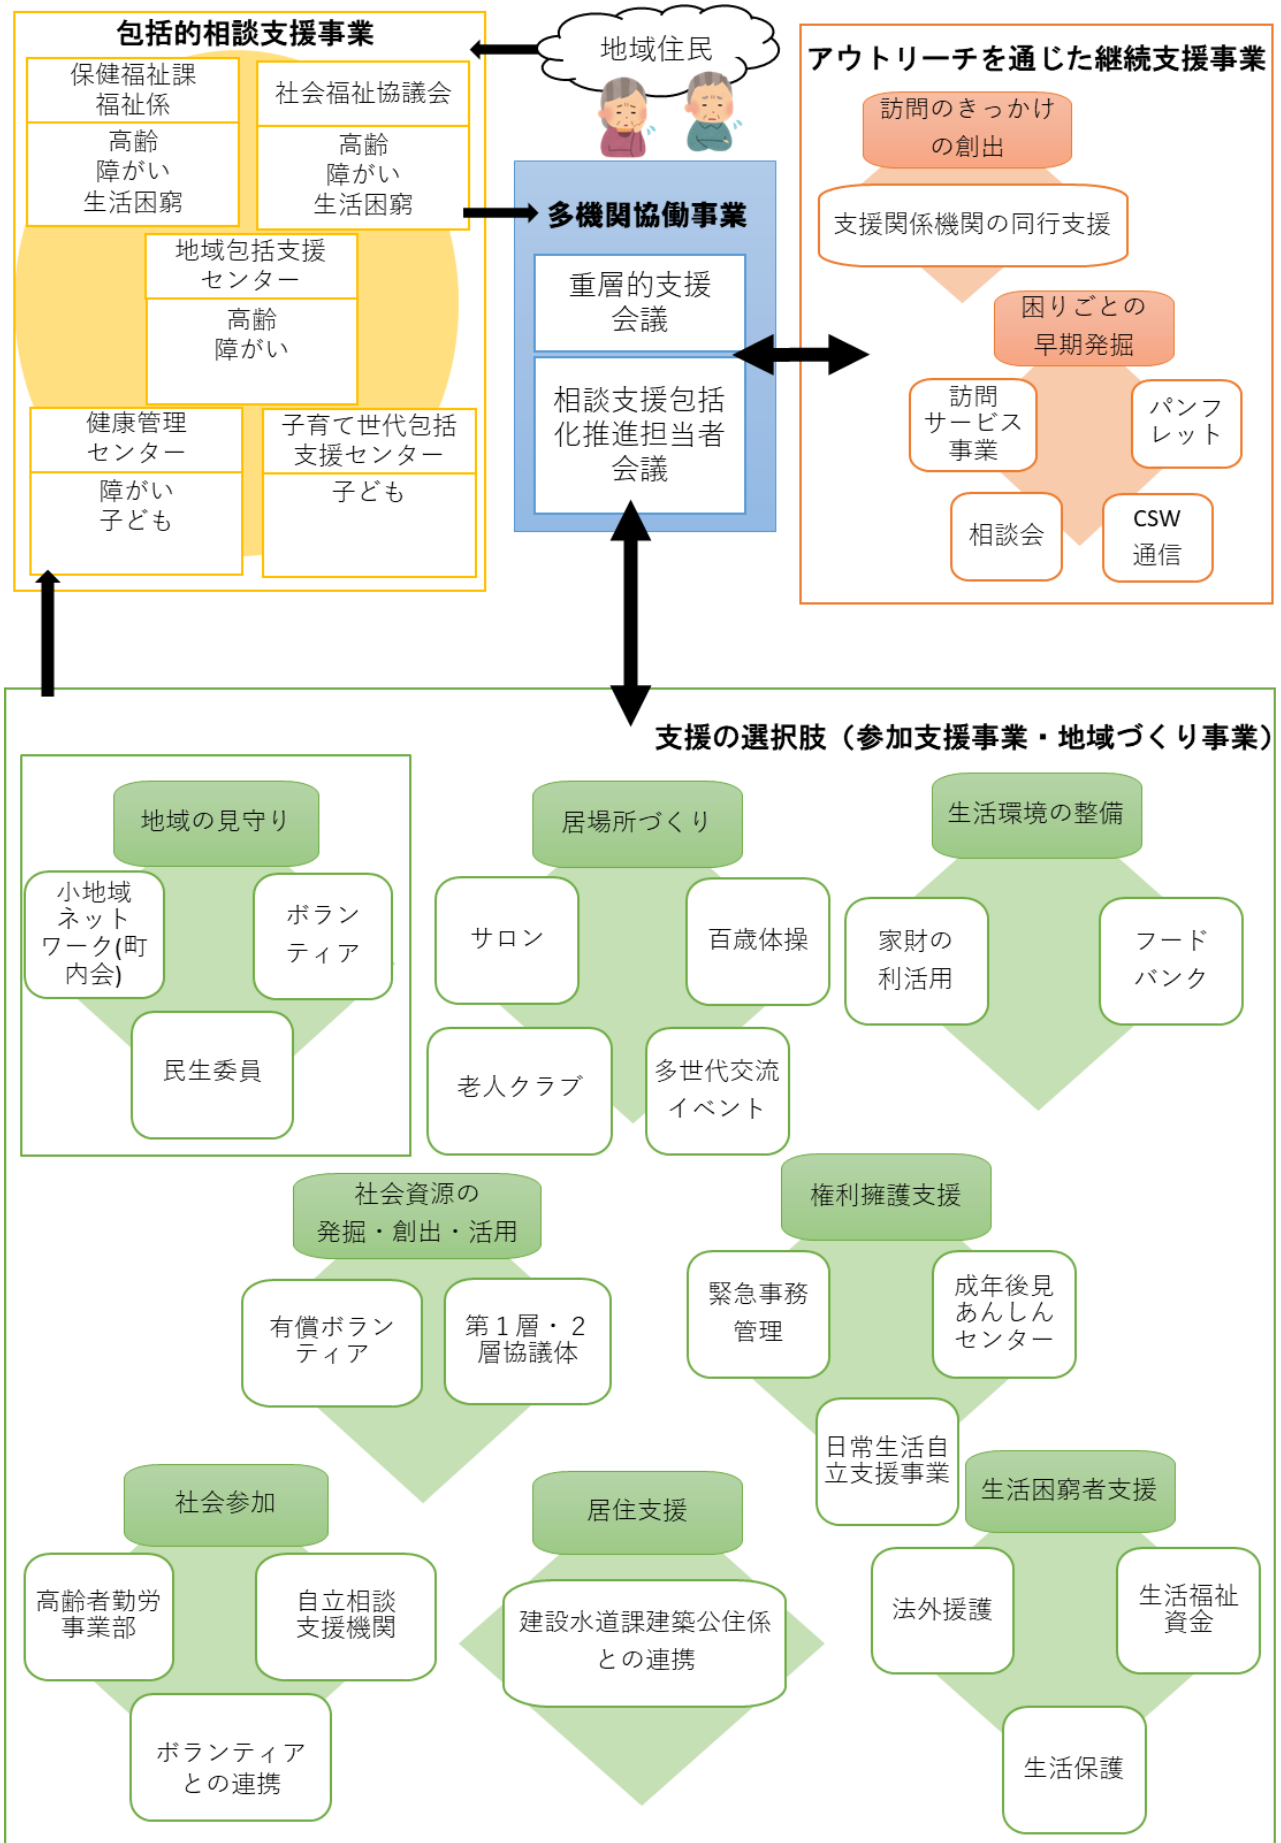 包括的相談支援事業
保健福祉課
福祉係
高齢
障がい
生活困窮
社会福祉協議会
高齢
障がい
生活困窮
地域包括支援
センター
高齢
障がい
健康管理
センター
障がい
子ども
子育て世代包括
支援センター
子ども
地域住民
多機関協働事業
重層的支援
会議
相談支援包括
化推進担当者
会議
アウトリーチを通じた継続支援事業
訪問のきっかけ
の創出
支援関係機関の同行支援
困りごとの
早期発掘
訪問
サービス
事業
パンフ
レット
相談会
CSW
通信
支援の選択肢（参加支援事業・地域づくり事業）
地域の見守り
小地域
ネット
ワーク(町
内会)
ボラン
ティア
民生委員
居場所づくり
サロン
百歳体操
老人クラブ
多世代交流
イベント
生活環境の整備
家財の
利活用
フード
バンク
社会資源の
発掘・創出・活用
有償ボラン
ティア
第１層・２
層協議体
権利擁護支援
緊急事務
管理
成年後見
あんしん
センター
日常生活自
立支援事業
社会参加
高齢者勤労
事業部
自立相談
支援機関
ボランティア
との連携
居住支援
建設水道課建築公住係
との連携
生活困窮者支援
法外援護
生活福祉
資金
生活保護